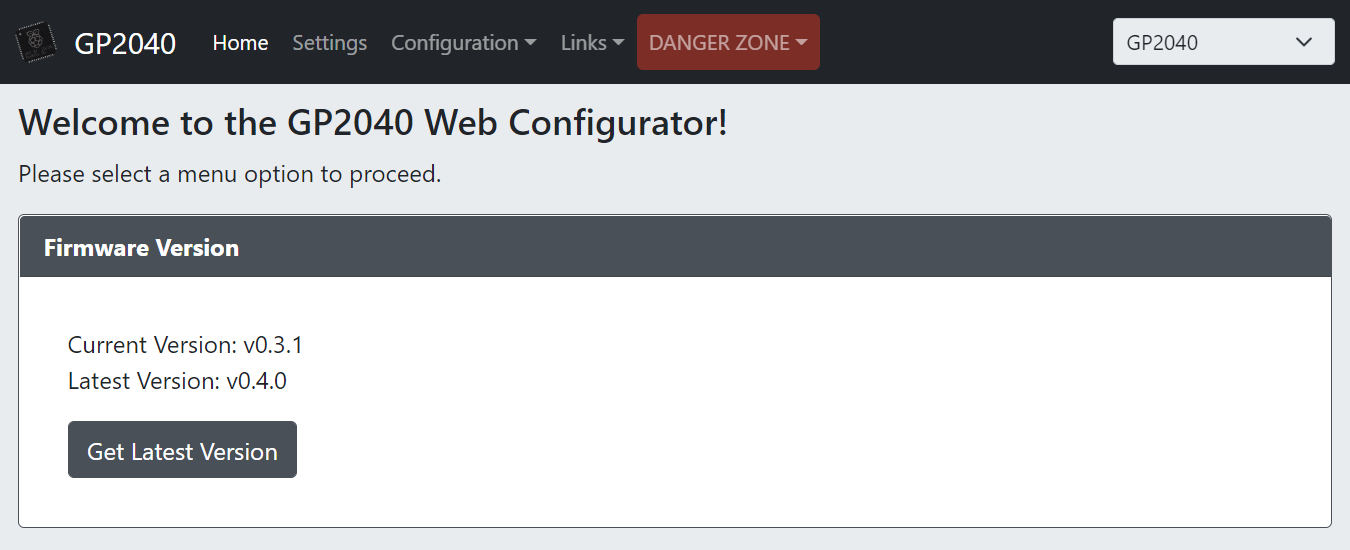 GP2040 Home Settings Configuration Links DANGER ZONE GP2040
Welcome to the GP2040 Web Configurator!
Please select a menu option to proceed.
Firmware Version
Current Version: v0.3.1
Latest Version: v0.4.0
Get Latest Version